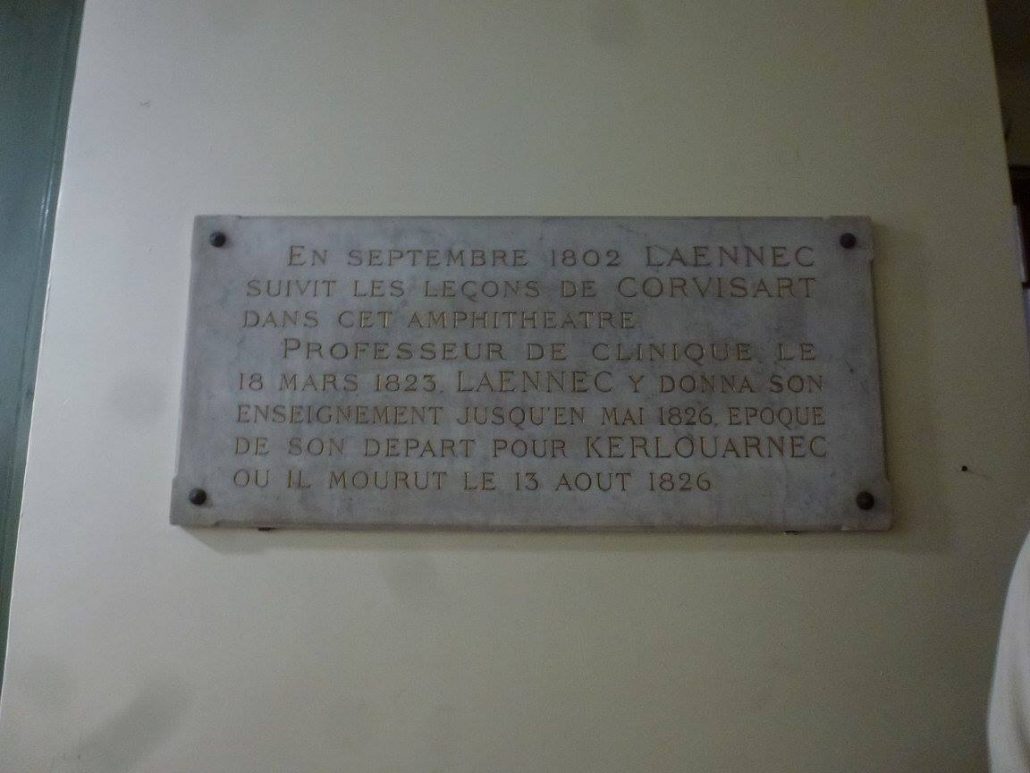 EN SEPTEMBRE 1802 LAENNEC
SUIVIT LES LEÇONS DE CORVISART
DANS CET AMPHITHEATRE
PROFESSEUR DE CLINIQUE LE
18 MARS 1823, LAENNEC Y DONNA SON
ENSEIGNEMENT JUSQU'EN MAI 1826, EPOQUE
DE SON DEPART POUR KERLOUARNEC
OU IL MOURUT LE 13 AOUT 1826